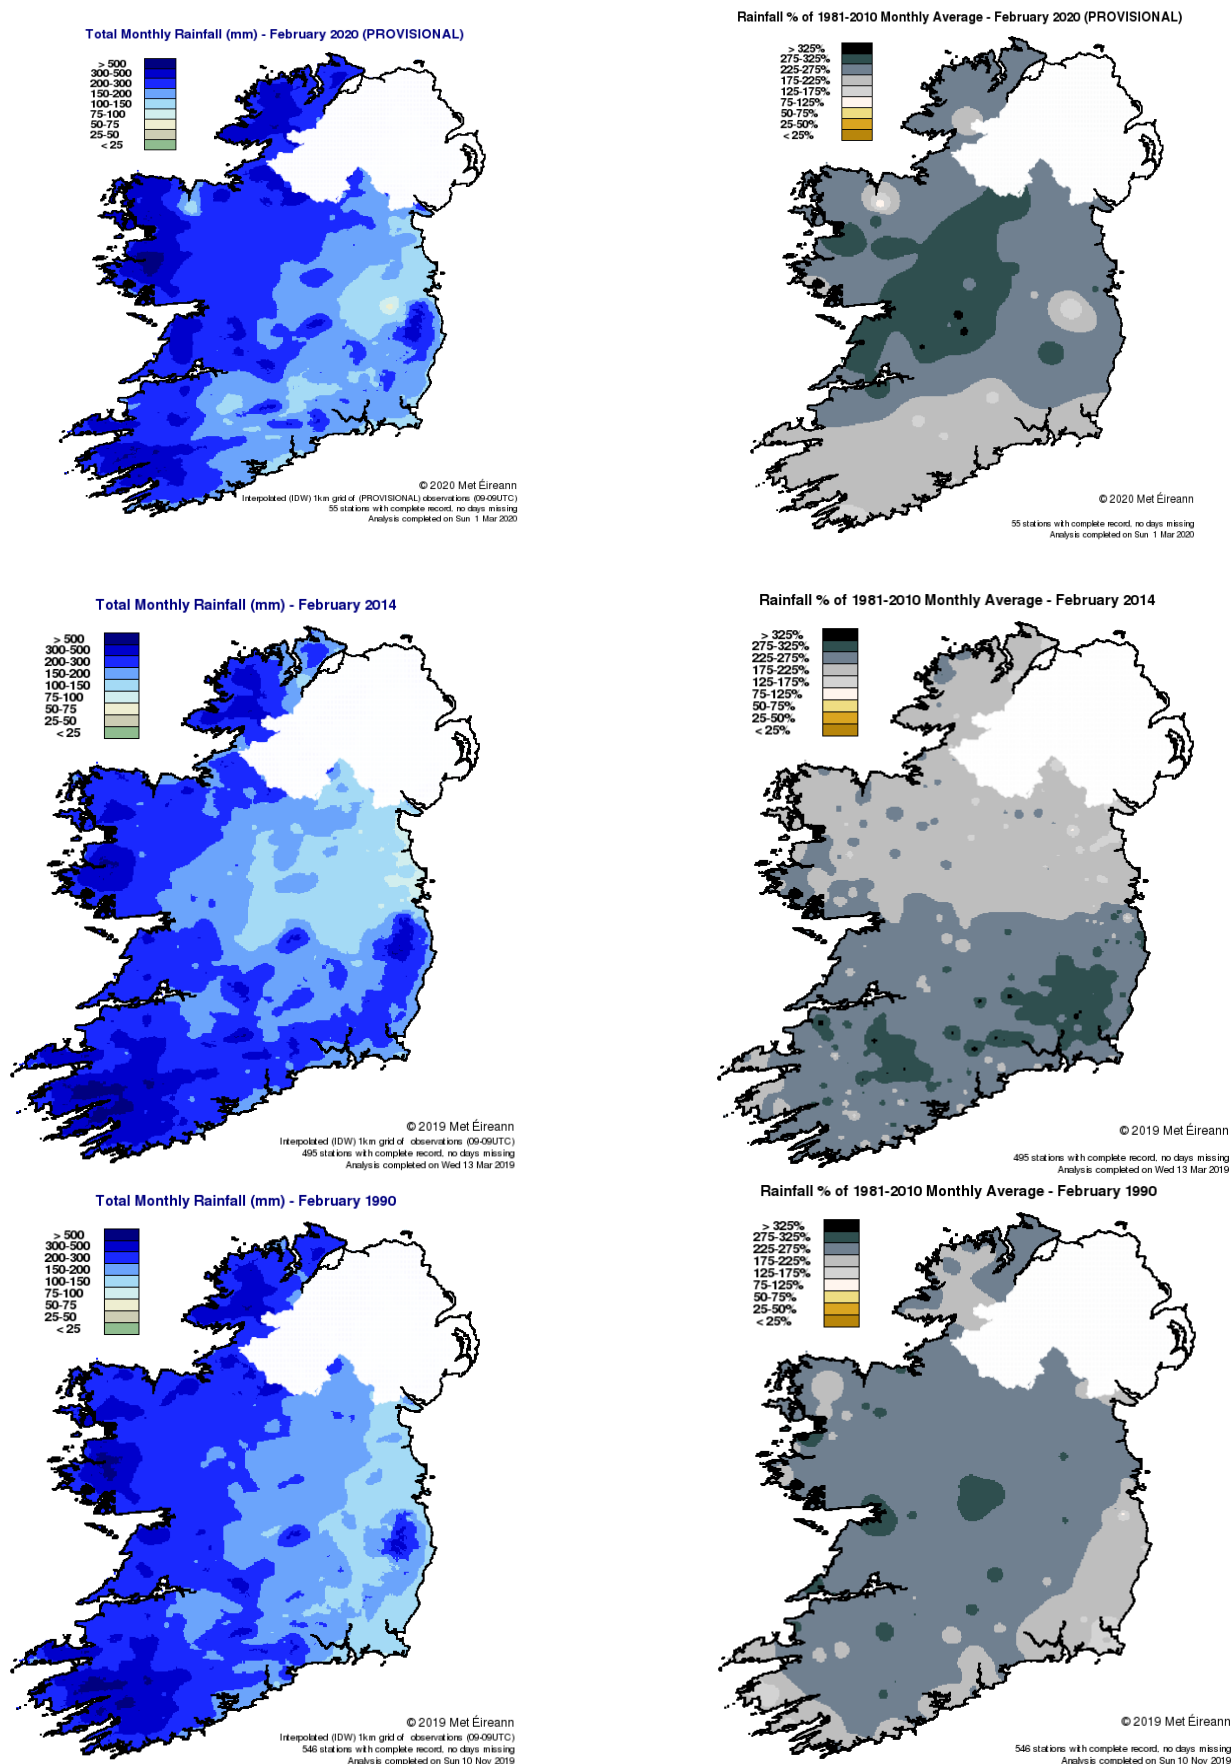 Total Monthly Rainfall (mm) - February 2020 (PROVISIONAL)
> 500
300-500
200-300
150-200
100-150
75-100
50-75
25-50
< 25
© 2020 Met Éireann
Interpolated (IDW) 1km grid of (PROVISIONAL) observations (09-09UTC)
55 stations with complete record, no days missing
Analysis completed on Sun 1 Mar 2020
Rainfall % of 1981-2010 Monthly Average - February 2020 (PROVISIONAL)
> 325%
275-325%
225-275%
175-225%
125-175%
75-125%
50-75%
25-50%
< 25%
© 2020 Met Éireann
55 stations with complete record, no days missing
Analysis completed on Sun 1 Mar 2020
Total Monthly Rainfall (mm) - February 2014
> 500
300-500
200-300
150-200
100-150
75-100
50-75
25-50
< 25
© 2019 Met Éireann
Interpolated (IDW) 1km grid of observations (09-09UTC)
495 stations with complete record, no days missing
Analysis completed on Wed 13 Mar 2019
Rainfall % of 1981-2010 Monthly Average - February 2014
> 325%
275-325%
225-275%
175-225%
125-175%
75-125%
50-75%
25-50%
< 25%
© 2019 Met Éireann
495 stations with complete record, no days missing
Analysis completed on Wed 13 Mar 2019
Total Monthly Rainfall (mm) - February 1990
> 500
300-500
200-300
150-200
100-150
75-100
50-75
25-50
< 25
© 2019 Met Éireann
Interpolated (IDW) 1km grid of observations (09-09UTC)
546 stations with complete record, no days missing
Analysis completed on Sun 10 Nov 2019
Rainfall % of 1981-2010 Monthly Average - February 1990
> 325%
275-325%
225-275%
175-225%
125-175%
75-125%
50-75%
25-50%
< 25%
© 2019 Met Éireann
546 stations with complete record, no days missing
Analysis completed on Sun 10 Nov 2019